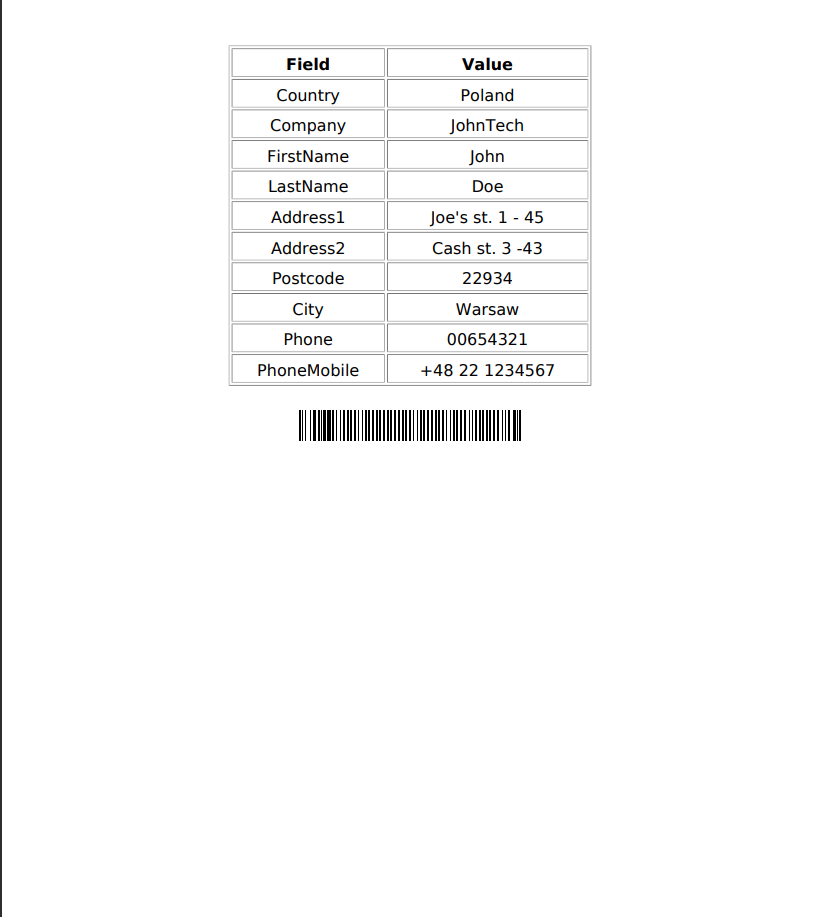 Field Value
Country Poland
Company JohnTech
FirstName John
LastName Doe
Address1 Joe's st. 1 - 45
Address2 Cash st. 3 -43
Postcode 22934
City Warsaw
Phone 00654321
PhoneMobile +48 22 1234567